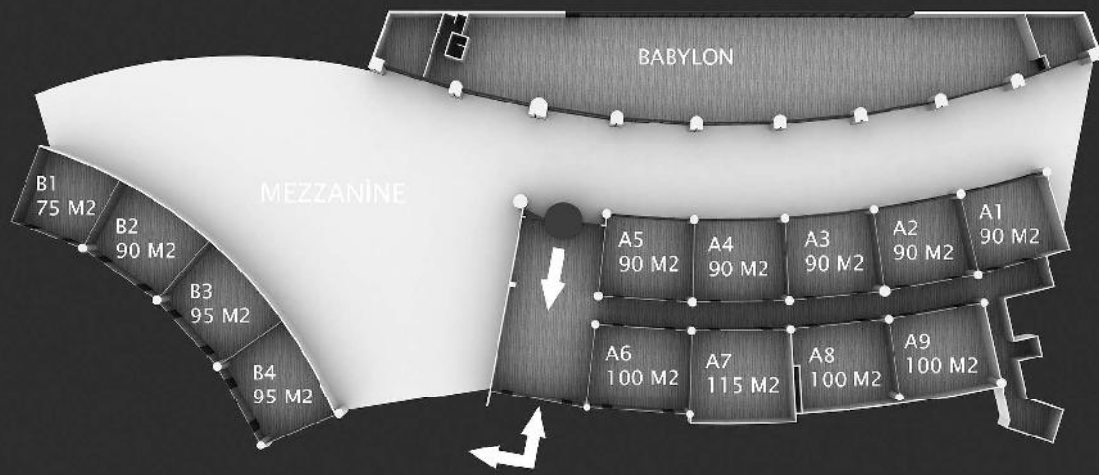 BABYLON
MEZZANİNE
B1
75 M2
B2
90 M2
B3
95 M2
B4
95 M2
A5
90 M2
A4
90 M2
A3
90 M2
A2
90 M2
A1
90 M2
A6
100 M2
A7
115 M2
A8
100 M2
A9
100 M2